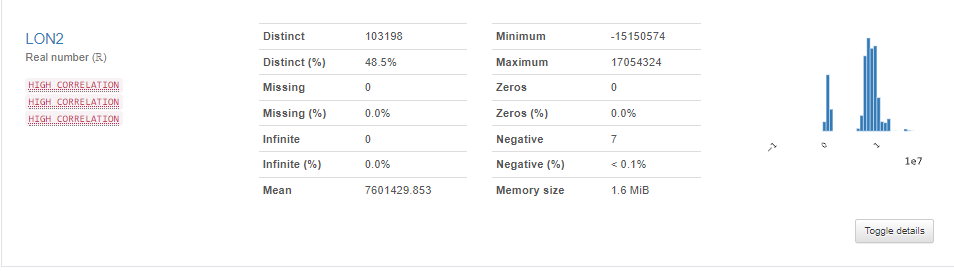 LON2
Real number (ℝ)
HIGH CORRELATION
HIGH CORRELATION
HIGH CORRELATION
Distinct 103198
Distinct (%) 48.5%
Missing 0
Missing (%) 0.0%
Infinite 0
Infinite (%) 0.0%
Mean 7601429.853
Minimum -15150574
Maximum 17054324
Zeros 0
Zeros (%) 0.0%
Negative 7
Negative (%) < 0.1%
Memory size 1.6 MiB
-1 0 1
1e7
Toggle details